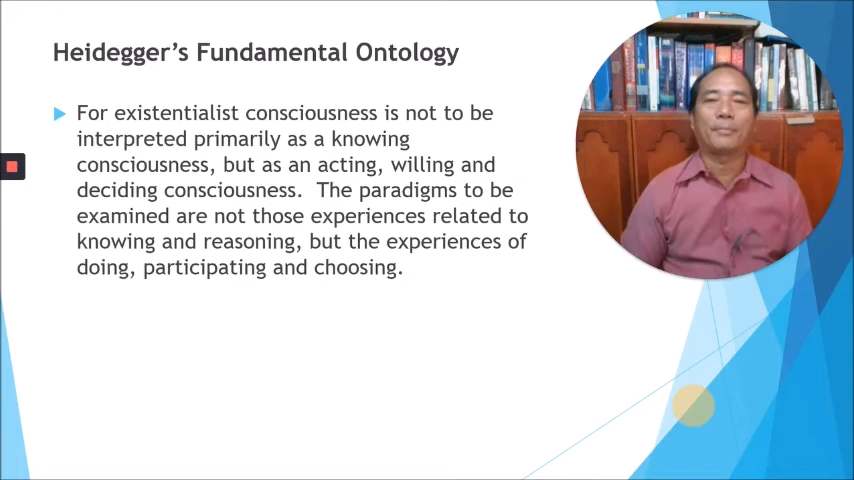 Heidegger's Fundamental Ontology
For existentialist consciousness is not to be
interpreted primarily as a knowing
consciousness, but as an acting, willing and
deciding consciousness. The paradigms to be
examined are not those experiences related to
knowing and reasoning, but the experiences of
doing, participating and choosing.